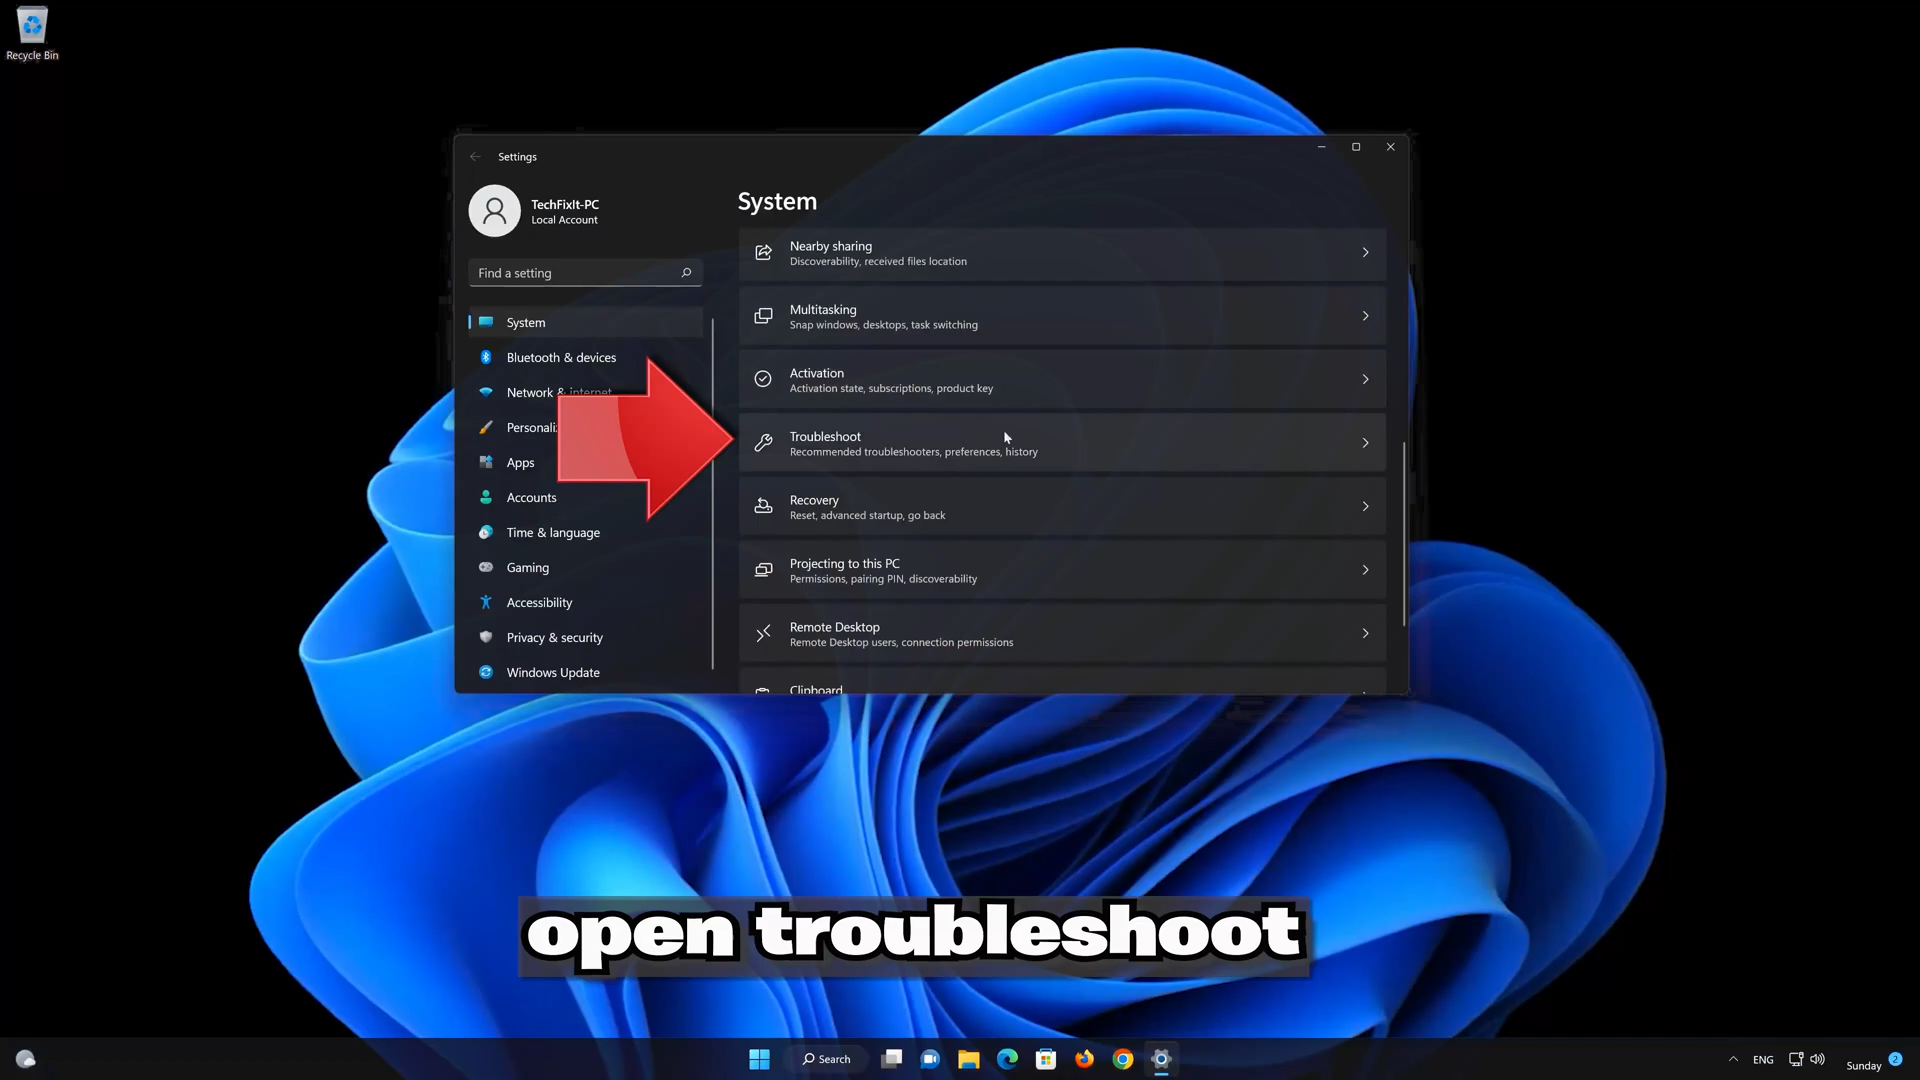 Recycle Bin
Settings
TechFixIt-PC
Local Account
Find a setting
System
Bluetooth & devices
Network & internet
Personali
Apps
Accounts
Time & language
Gaming
Accessibility
Privacy & security
Windows Update
System
Nearby sharing
Discoverability, received files location
Multitasking
Snap windows, desktops, task switching
Activation
Activation state, subscriptions, product key
Troubleshoot
Recommended troubleshooters, preferences, history
Recovery
Reset, advanced startup, go back
Projecting to this PC
Permissions, pairing PIN, discoverability
Remote Desktop
Remote Desktop users, connection permissions
Clipboard
open troubleshoot
Search
ENG
Sunday
2